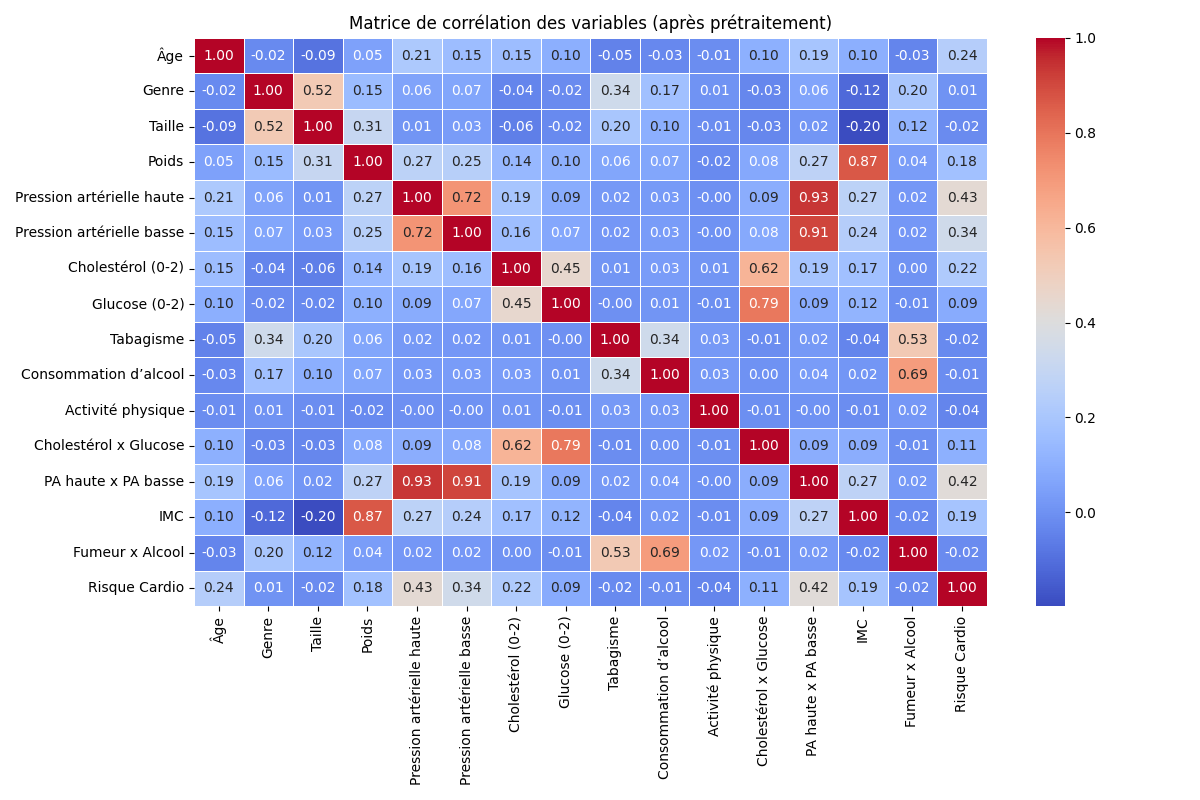 Matrice de corrélation des variables (après prétraitement)
Âge 1.00 -0.02 -0.09 0.05 0.21 0.15 0.15 0.10 -0.05 -0.03 -0.01 0.10 0.19 0.10 -0.03 0.24
Genre -0.02 1.00 0.52 0.15 0.06 0.07 -0.04 -0.02 0.34 0.17 0.01 -0.03 0.06 -0.12 0.20 0.01
Taille -0.09 0.52 1.00 0.31 0.01 0.03 -0.06 -0.02 0.20 0.10 -0.01 -0.03 0.02 -0.20 0.12 -0.02
Poids 0.05 0.15 0.31 1.00 0.27 0.25 0.14 0.10 0.06 0.07 -0.02 0.08 0.27 0.87 0.04 0.18
Pression artérielle haute 0.21 0.06 0.01 0.27 1.00 0.72 0.19 0.09 0.02 0.03 -0.00 0.09 0.93 0.27 0.02 0.43
Pression artérielle basse 0.15 0.07 0.03 0.25 0.72 1.00 0.16 0.07 0.02 0.03 -0.00 0.08 0.91 0.24 0.02 0.34
Cholestérol (0-2) 0.15 -0.04 -0.06 0.14 0.19 0.16 1.00 0.45 0.01 0.03 0.01 0.62 0.19 0.17 0.00 0.22
Glucose (0-2) 0.10 -0.02 -0.02 0.10 0.09 0.07 0.45 1.00 -0.00 0.01 -0.01 0.79 0.09 0.12 -0.01 0.09
Tabagisme -0.05 0.34 0.20 0.06 0.02 0.02 0.01 -0.00 1.00 0.34 0.03 -0.01 0.02 -0.04 0.53 -0.02
Consommation d’alcool -0.03 0.17 0.10 0.07 0.03 0.03 0.03 0.01 0.34 1.00 0.03 0.00 0.04 0.02 0.69 -0.01
Activité physique -0.01 0.01 -0.01 -0.02 -0.00 -0.00 0.01 -0.01 0.03 0.03 1.00 -0.01 -0.00 -0.01 0.02 -0.04
Cholestérol x Glucose 0.10 -0.03 -0.03 0.08 0.09 0.08 0.62 0.79 -0.01 0.00 -0.01 1.00 0.09 0.09 -0.01 0.11
PA haute x PA basse 0.19 0.06 0.02 0.27 0.93 0.91 0.19 0.09 0.02 0.04 -0.00 0.09 1.00 0.27 0.02 0.42
IMC 0.10 -0.12 -0.20 0.87 0.27 0.24 0.17 0.12 -0.04 0.02 -0.01 0.09 0.27 1.00 -0.02 0.19
Fumeur x Alcool -0.03 0.20 0.12 0.04 0.02 0.02 0.00 -0.01 0.53 0.69 0.02 -0.01 0.02 -0.02 1.00 -0.02
Risque Cardio 0.24 0.01 -0.02 0.18 0.43 0.34 0.22 0.09 -0.02 -0.01 -0.04 0.11 0.42 0.19 -0.02 1.00
Âge
Genre
Taille
Poids
Pression artérielle haute
Pression artérielle basse
Cholestérol (0-2)
Glucose (0-2)
Tabagisme
Consommation d’alcool
Activité physique
Cholestérol x Glucose
PA haute x PA basse
IMC
Fumeur x Alcool
Risque Cardio
1.0
0.8
0.6
0.4
0.2
0.0